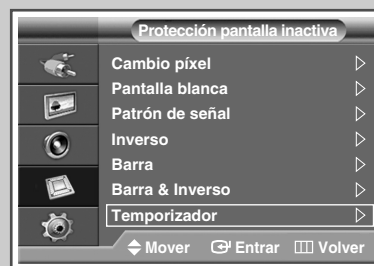 Protección pantalla inactiva
Cambio píxel
Pantalla blanca
Patrón de señal
Inverso
Barra
Barra & Inverso
Temporizador
Mover Entrar Volver